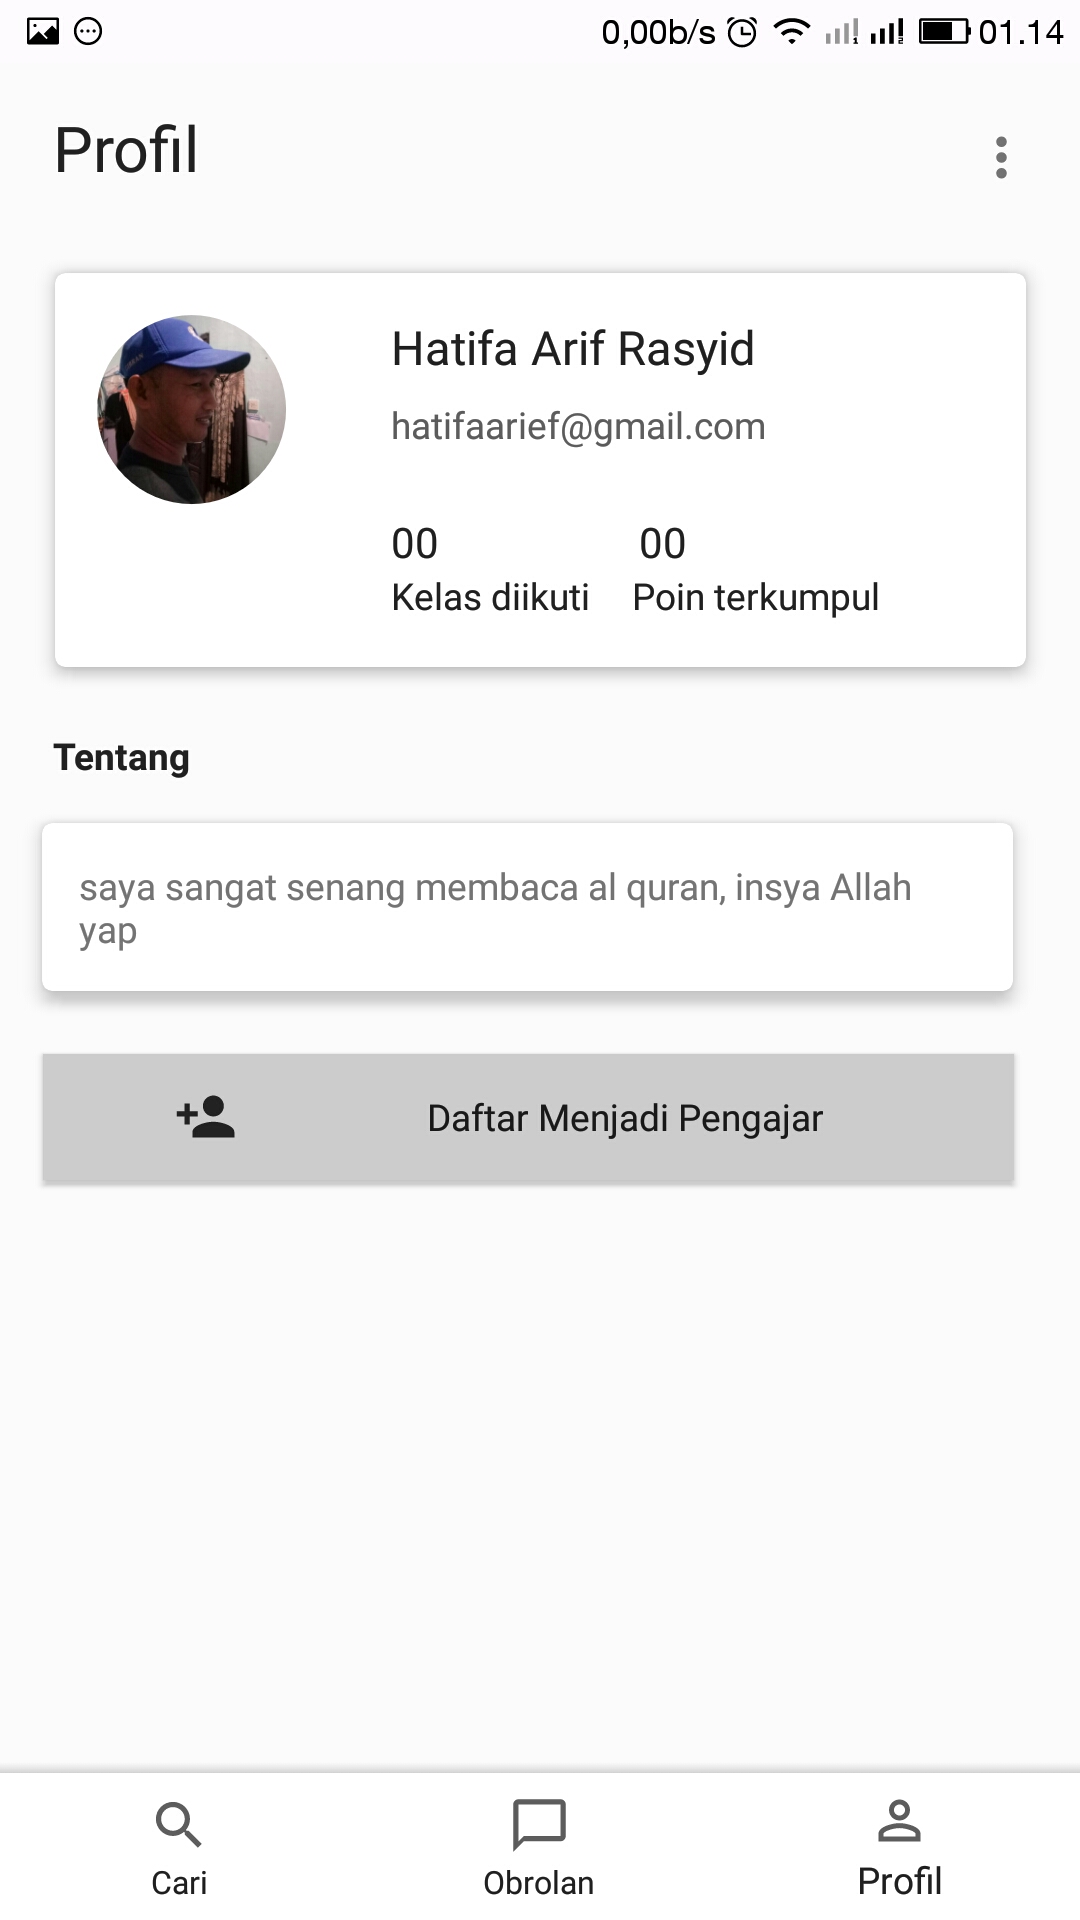 0,00b/s 01.14
Profil
Hatifa Arif Rasyid
hatifaarief@gmail.com
00 00
Kelas diikuti Poin terkumpul
Tentang
saya sangat senang membaca al quran, insya Allah
yap
Daftar Menjadi Pengajar
Cari Obrolan Profil